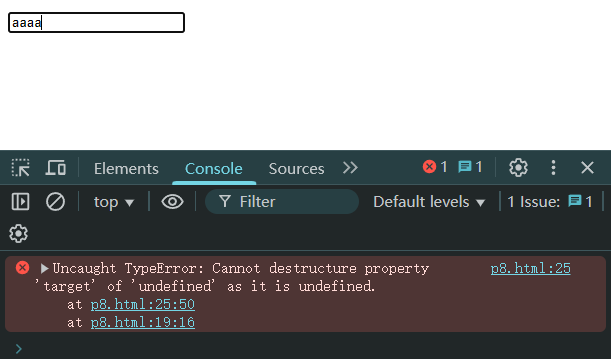 aaaa
Elements Console Sources 1 1
top Filter Default levels 1 Issue: 1
Uncaught TypeError: Cannot destructure property p8.html:25
'target' of 'undefined' as it is undefined.
at p8.html:25:50
at p8.html:19:16